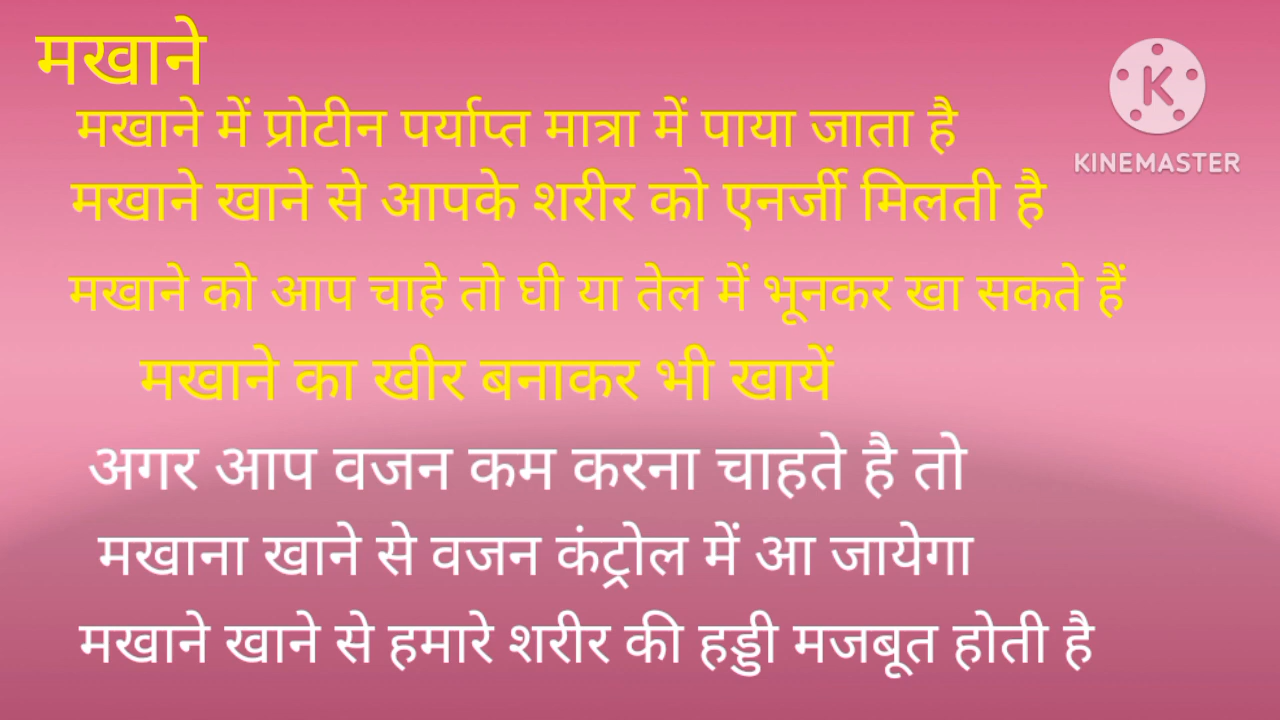 मखाने
मखाने में प्रोटीन पर्याप्त मात्रा में पाया जाता है
मखाने खाने से आपके शरीर को एनर्जी मिलती है
मखाने को आप चाहे तो घी या तेल में भूनकर खा सकते हैं
मखाने का खीर बनाकर भी खायें
अगर आप वजन कम करना चाहते है तो
मखाना खाने से वजन कंट्रोल में आ जायेगा
मखाने खाने से हमारे शरीर की हड्डी मजबूत होती है
K
KINEMASTER